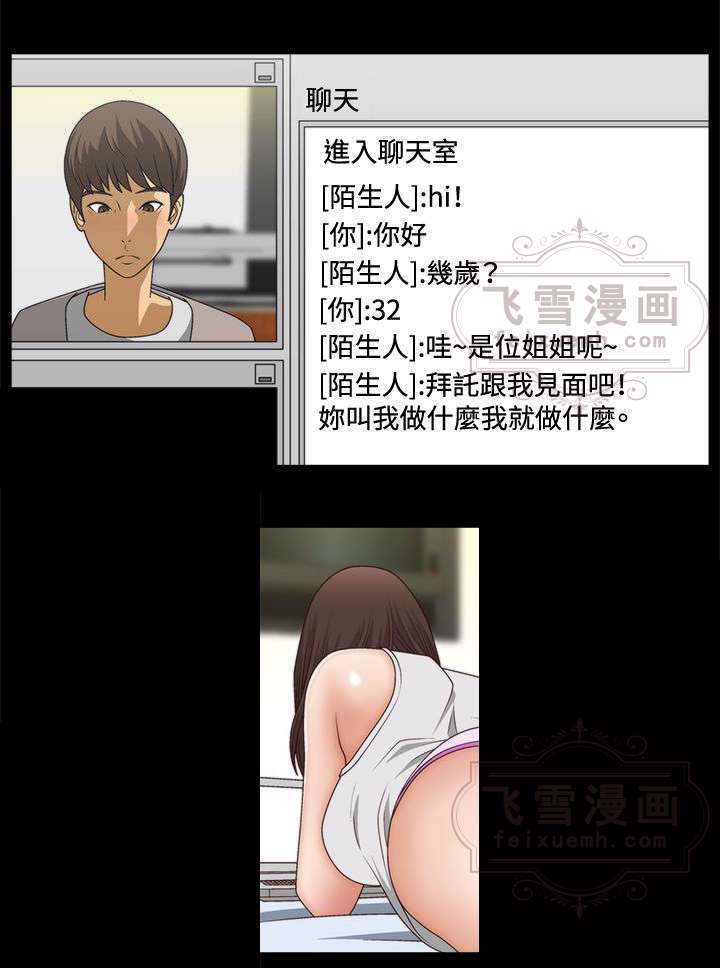 聊天
進入聊天室
[陌生人]:hi!
[你]:你好
[陌生人]:幾歲？
[你]:32
[陌生人]:哇~是位姐姐呢~
[陌生人]:拜託跟我見面吧!
妳叫我做什麼我就做什麼。
飞雪漫画
feixuemh.com
飞雪漫画
feixuemh.com